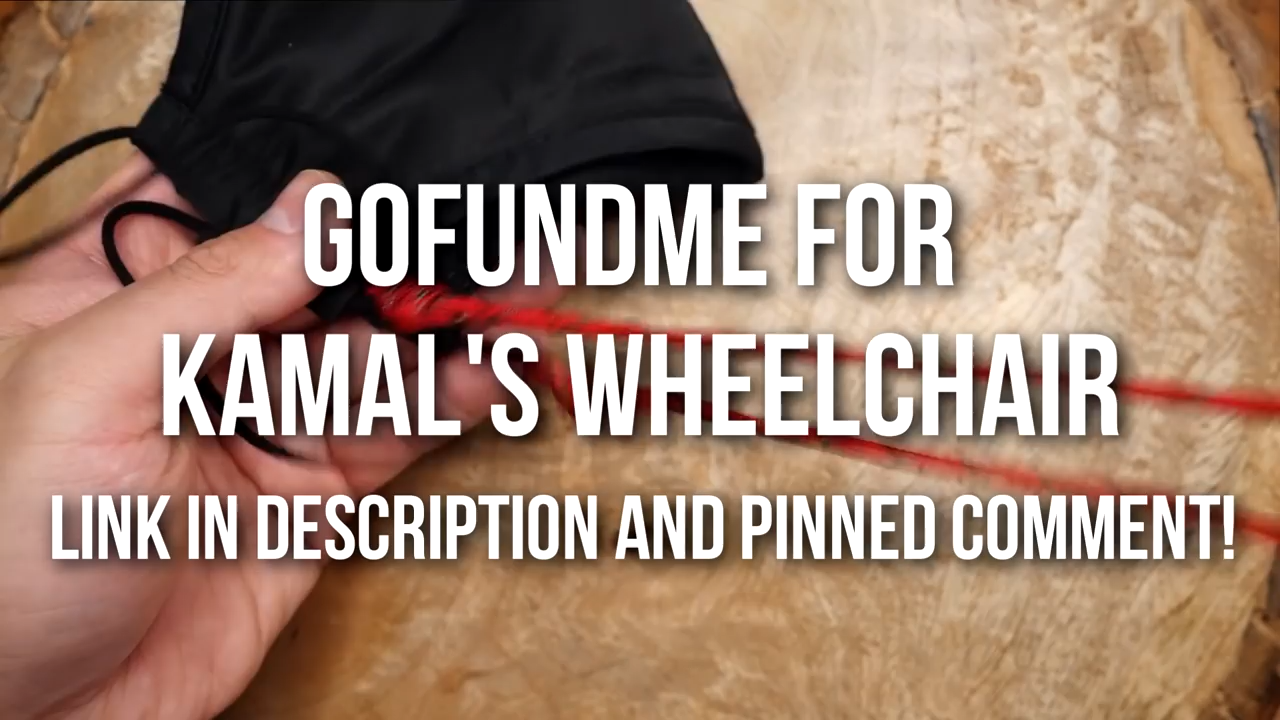 GOFUNDME FOR
KAMAL'S WHEELCHAIR
LINK IN DESCRIPTION AND PINNED COMMENT!